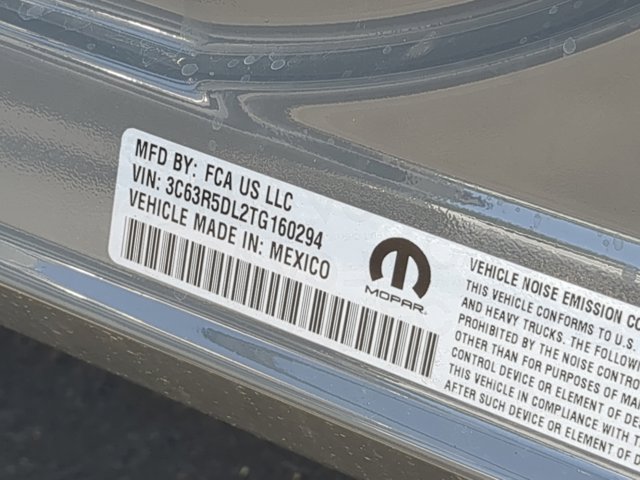 MFD BY: FCA US LLC
VIN: 3C63R5DL2TG160294
VEHICLE MADE IN: MEXICO
MOPAR
VEHICLE NOISE EMISSION CO
THIS VEHICLE CONFORMS TO U.S.
AND HEAVY TRUCKS. THE FOLLOW
PROHIBITED BY THE NOISE CONTRO
OTHER THAN FOR PURPOSES OF MA
CONTROL DEVICE OR ELEMENT OF DE
THIS VEHICLE IN COMPLIANCE WITH T
AFTER SUCH DEVICE OR ELEMENT OF D